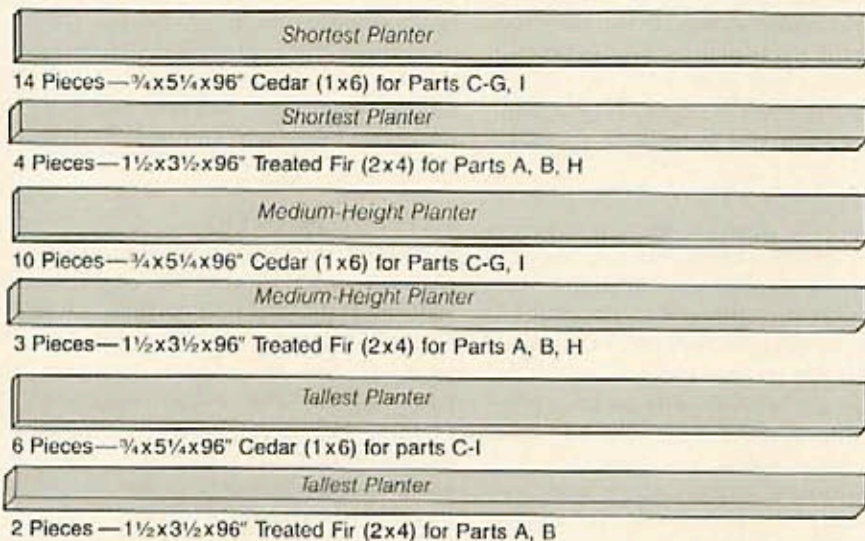 Shortest Planter
14 Pieces—¾x5¼x96" Cedar (1x6) for Parts C-G, I
Shortest Planter
4 Pieces—1½x3½x96" Treated Fir (2x4) for Parts A, B, H
Medium-Height Planter
10 Pieces—¾x5¼x96" Cedar (1x6) for Parts C-G, I
Medium-Height Planter
3 Pieces—1½x3½x96" Treated Fir (2x4) for Parts A, B, H
Tallest Planter
6 Pieces—¾x5¼x96" Cedar (1x6) for parts C-I
Tallest Planter
2 Pieces—1½x3½x96" Treated Fir (2x4) for Parts A, B